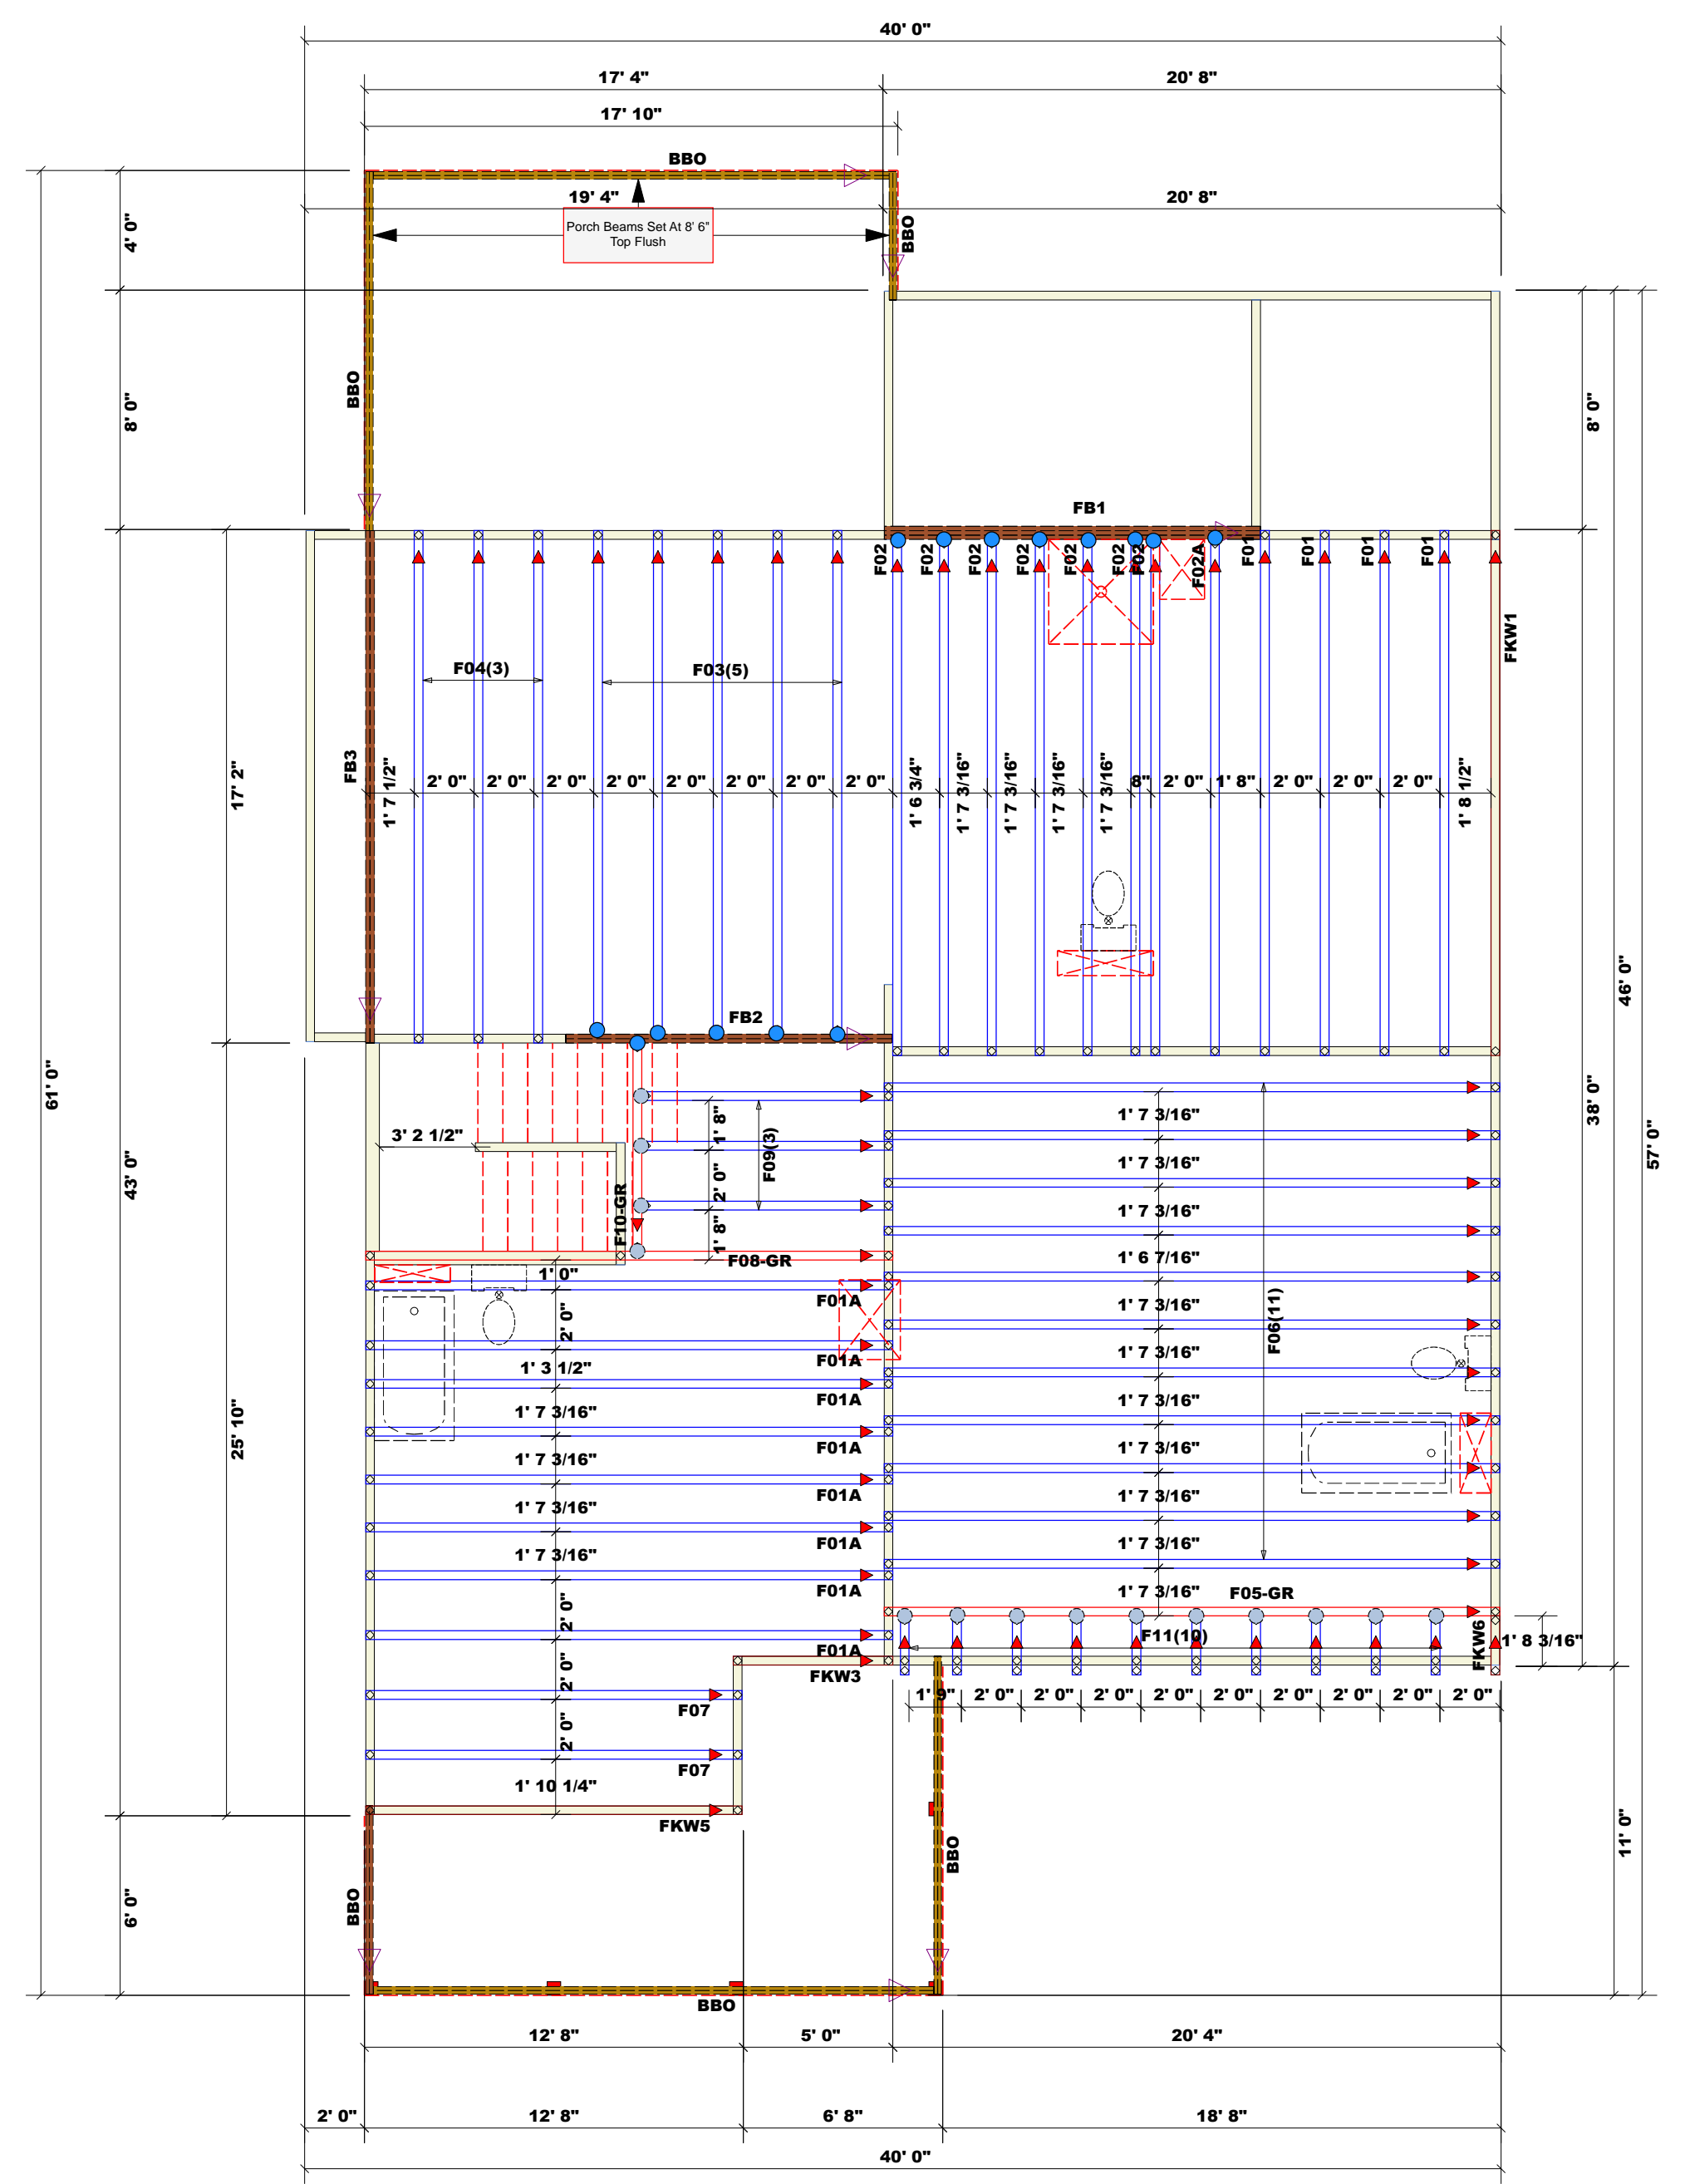 40' 0"
17' 4"
20' 8"
17' 10"
BBO
19' 4"
20' 8"
Porch Beams Set At 8' 6"
Top Flush
BBO
4' 0"
BBO
8' 0"
8' 0"
FB1
F02
F02
F02
F02
F02
F02
F02
F02A
F01
F01
F01
F01
FKW1
F04(3)
F03(5)
FB3
17' 2"
1' 7 1/2"
2' 0"
2' 0"
2' 0"
2' 0"
2' 0"
2' 0"
2' 0"
2' 0"
1' 6 3/4"
1' 7 3/16"
1' 7 3/16"
1' 7 3/16"
1' 7 3/16"
8"
2' 0"
1' 8"
2' 0"
2' 0"
2' 0"
1' 8 1/2"
46' 0"
FB2
61' 0"
38' 0"
57' 0"
43' 0"
3' 2 1/2"
1' 8"
F09(3)
2' 0"
1' 8"
F10-GR
F08-GR
1' 7 3/16"
1' 7 3/16"
1' 7 3/16"
1' 6 7/16"
1' 7 3/16"
1' 7 3/16"
1' 7 3/16"
1' 7 3/16"
1' 7 3/16"
1' 7 3/16"
1' 7 3/16"
F06(11)
1' 0"
F01A
2' 0"
F01A
1' 3 1/2"
F01A
1' 7 3/16"
F01A
1' 7 3/16"
F01A
1' 7 3/16"
F01A
1' 7 3/16"
F01A
2' 0"
F01A
25' 10"
F05-GR
F11(10)
FKW6
1' 8 3/16"
FKW3
2' 0"
F07
2' 0"
F07
1' 10 1/4"
FKW5
1' 9"
2' 0"
2' 0"
2' 0"
2' 0"
2' 0"
2' 0"
2' 0"
2' 0"
2' 0"
11' 0"
BBO
BBO
6' 0"
BBO
12' 8"
5' 0"
20' 4"
2' 0"
12' 8"
6' 8"
18' 8"
40' 0"